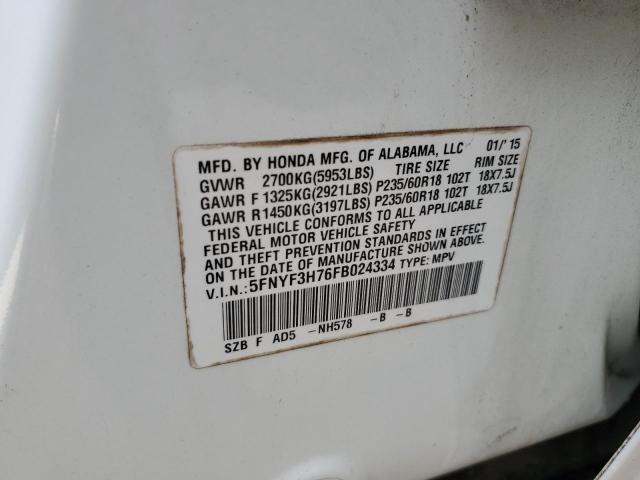 MFD. BY HONDA MFG. OF ALABAMA, LLC 01/'15
GVWR 2700KG(5953LBS) TIRE SIZE RIM SIZE
GAWR F 1325KG(2921LBS) P235/60R18 102T 18X7.5J
GAWR R 1450KG(3197LBS) P235/60R18 102T 18X7.5J
THIS VEHICLE CONFORMS TO ALL APPLICABLE
FEDERAL MOTOR VEHICLE SAFETY
AND THEFT PREVENTION STANDARDS IN EFFECT
ON THE DATE OF MANUFACTURE SHOWN ABOVE.
V.I.N.:5FNYF3H76FB024334 TYPE: MPV
SZB F AD5 -NH578 -B -B